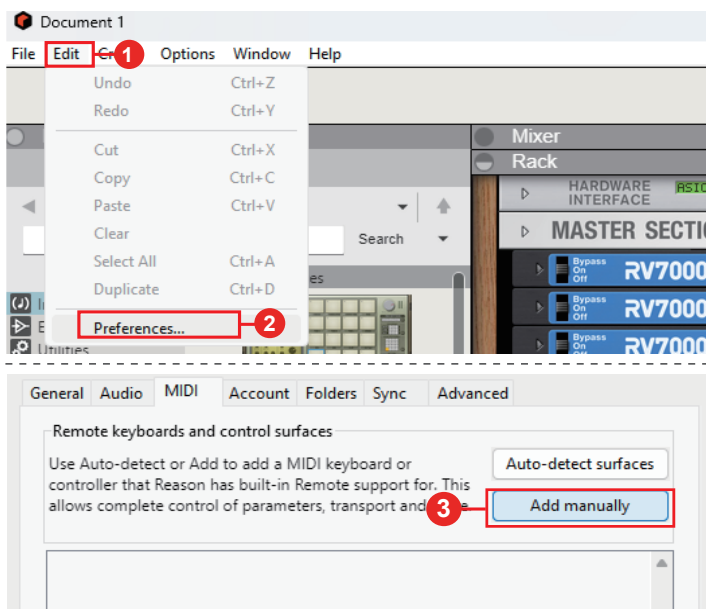 Document 1
File Edit Options Window Help
1
Undo Ctrl+Z
Redo Ctrl+Y
Cut Ctrl+X
Copy Ctrl+C
Paste Ctrl+V
Clear
Select All Ctrl+A
Duplicate Ctrl+D
Preferences...
2
Search
Utilities
Mixer
Rack
HARDWARE
INTERFACE
MASTER
Bypass
On
Off
RV7000
Bypass
On
Off
RV7000
Bypass
On
Off
RV7000
General Audio MIDI Account Folders Sync Advanced
Remote keyboards and control surfaces
Use Auto-detect or Add to add a MIDI keyboard or
controller that Reason has built-in Remote support for. This
allows complete control of parameters, transport and
Auto-detect surfaces
3
Add manually